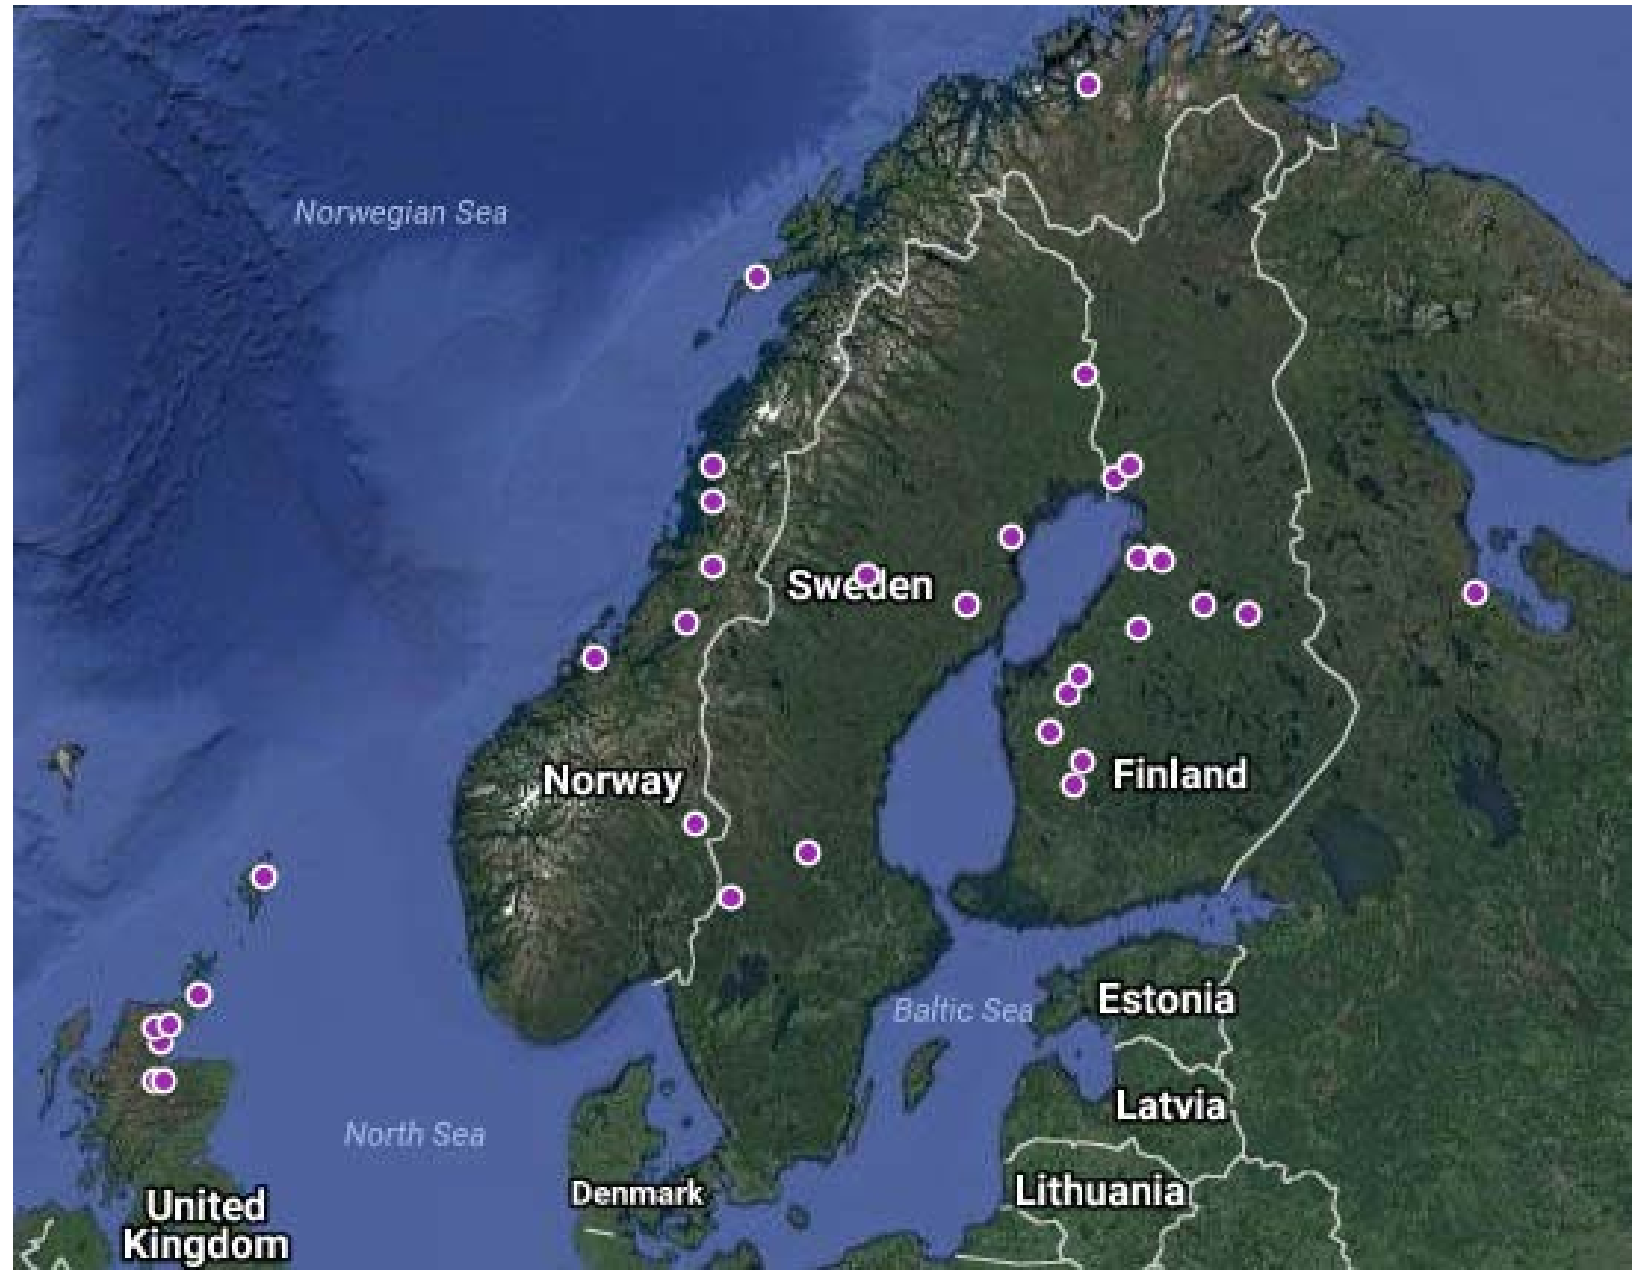 Norwegian Sea
Sweden
Norway
Finland
Baltic Sea
Estonia
Latvia
North Sea
Denmark
Lithuania
United
Kingdom